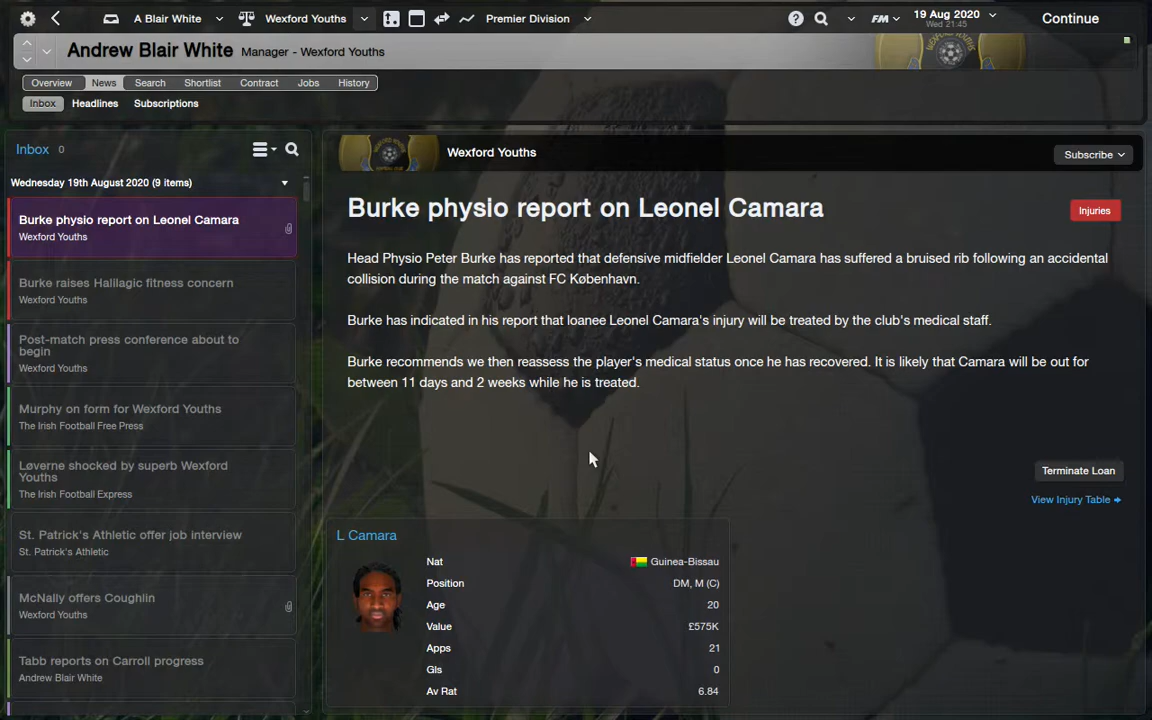 A Blair White
Wexford Youths
Premier Division
?
FM
19 Aug 2020
Wed 21:45
Continue
Andrew Blair White Manager - Wexford Youths
Overview
News
Search
Shortlist
Contract
Jobs
History
Inbox
Headlines
Subscriptions
Inbox 0
Wednesday 19th August 2020 (9 items)
Burke physio report on Leonel Camara
Wexford Youths
Burke raises Halilagic fitness concern
Wexford Youths
Post-match press conference about to
begin
Wexford Youths
Murphy on form for Wexford Youths
The Irish Football Free Press
Løverne shocked by superb Wexford
Youths
The Irish Football Express
St. Patrick's Athletic offer job interview
St. Patrick's Athletic
McNally offers Coughlin
Wexford Youths
Tabb reports on Carroll progress
Andrew Blair White
Wexford Youths
Subscribe
Burke physio report on Leonel Camara
Injuries
Head Physio Peter Burke has reported that defensive midfielder Leonel Camara has suffered a bruised rib following an accidental
collision during the match against FC København.
Burke has indicated in his report that loanee Leonel Camara's injury will be treated by the club's medical staff.
Burke recommends we then reassess the player's medical status once he has recovered. It is likely that Camara will be out for
between 11 days and 2 weeks while he is treated.
Terminate Loan
View Injury Table
L Camara
Nat Guinea-Bissau
Position DM, M (C)
Age 20
Value £575K
Apps 21
Gls 0
Av Rat 6.84